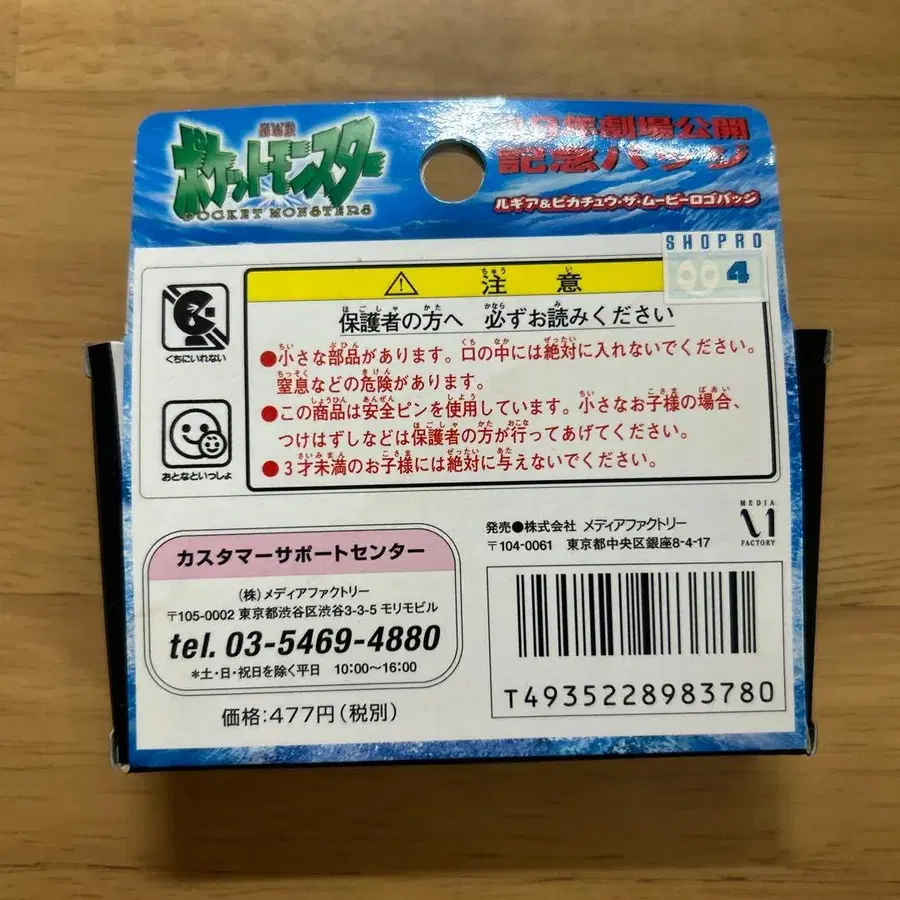 劇場版
ポケットモンスター
POCKET MONSTERS
年劇場公開
記念バッジ
ルギア&ピカチュウ・ザ・ムービーロゴバッジ
SHOPRO
4
くちにいれない
おとなといっしょ
⚠ 注意
保護者の方へ 必ずお読みください
●小さな部品があります。口の中には絶対に入れないでください。
窒息などの危険があります。
●この商品は安全ピンを使用しています。小さなお子様の場合、
つけはずしなどは保護者の方が行ってあげてください。
●3才未満のお子様には絶対に与えないでください。
カスタマーサポートセンター
(株)メディアファクトリー
〒105-0002 東京都渋谷区渋谷3-3-5 モリモビル
tel. 03-5469-4880
*土・日・祝日を除く平日 10:00〜16:00
価格:477円(税別)
発売●株式会社 メディアファクトリー
〒104-0061 東京都中央区銀座8-4-17
MEDIA
FACTORY
T4935228983780